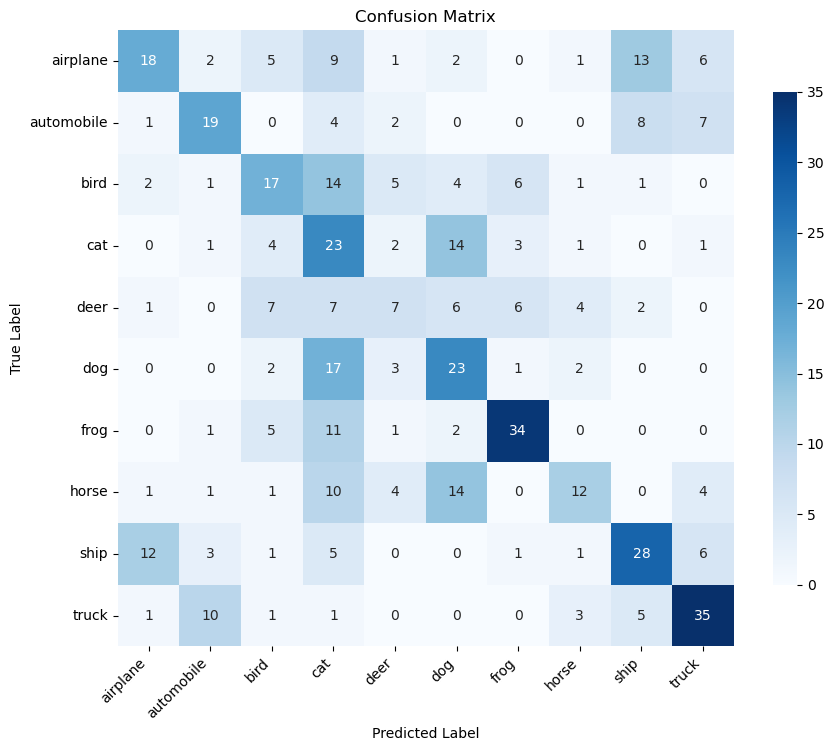 Confusion Matrix
airplane 18 2 5 9 1 2 0 1 13 6
automobile 1 19 0 4 2 0 0 0 8 7
bird 2 1 17 14 5 4 6 1 1 0
cat 0 1 4 23 2 14 3 1 0 1
deer 1 0 7 7 7 6 6 4 2 0
dog 0 0 2 17 3 23 1 2 0 0
frog 0 1 5 11 1 2 34 0 0 0
horse 1 1 1 10 4 14 0 12 0 4
ship 12 3 1 5 0 0 1 1 28 6
truck 1 10 1 1 0 0 0 3 5 35
airplane automobile bird cat deer dog frog horse ship truck
Predicted Label
True Label
35
30
25
20
15
10
5
0